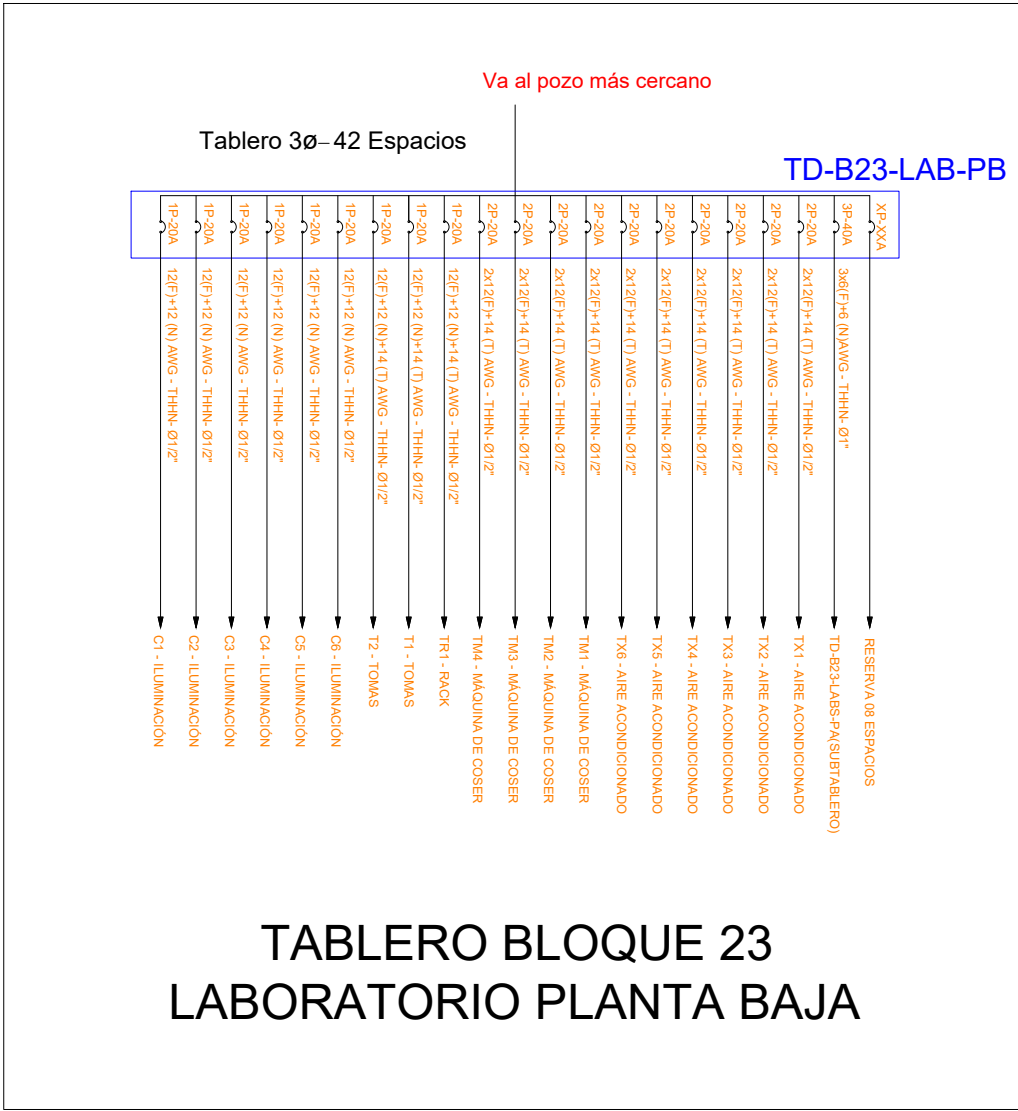 Va al pozo más cercano
Tablero 3ø– 42 Espacios
TD-B23-LAB-PB
1P-20A
1P-20A
1P-20A
1P-20A
1P-20A
1P-20A
1P-20A
1P-20A
1P-20A
2P-20A
2P-20A
2P-20A
2P-20A
2P-20A
2P-20A
2P-20A
2P-20A
2P-20A
2P-20A
3P-40A
XP-XXA
12(F)+12 (N) AWG - THHN- Ø1/2"
12(F)+12 (N) AWG - THHN- Ø1/2"
12(F)+12 (N) AWG - THHN- Ø1/2"
12(F)+12 (N) AWG - THHN- Ø1/2"
12(F)+12 (N) AWG - THHN- Ø1/2"
12(F)+12 (N) AWG - THHN- Ø1/2"
12(F)+12 (N)+14 (T) AWG - THHN- Ø1/2"
12(F)+12 (N)+14 (T) AWG - THHN- Ø1/2"
12(F)+12 (N)+14 (T) AWG - THHN- Ø1/2"
2x12(F)+14 (T) AWG - THHN- Ø1/2"
2x12(F)+14 (T) AWG - THHN- Ø1/2"
2x12(F)+14 (T) AWG - THHN- Ø1/2"
2x12(F)+14 (T) AWG - THHN- Ø1/2"
2x12(F)+14 (T) AWG - THHN- Ø1/2"
2x12(F)+14 (T) AWG - THHN- Ø1/2"
2x12(F)+14 (T) AWG - THHN- Ø1/2"
2x12(F)+14 (T) AWG - THHN- Ø1/2"
2x12(F)+14 (T) AWG - THHN- Ø1/2"
2x12(F)+14 (T) AWG - THHN- Ø1/2"
3x6(F)+6 (N)AWG - THHN- Ø1"
C1 - ILUMINACIÓN
C2 - ILUMINACIÓN
C3 - ILUMINACIÓN
C4 - ILUMINACIÓN
C5 - ILUMINACIÓN
C6 - ILUMINACIÓN
T2 - TOMAS
T1 - TOMAS
TR1 - RACK
TM4 - MÁQUINA DE COSER
TM3 - MÁQUINA DE COSER
TM2 - MÁQUINA DE COSER
TM1 - MÁQUINA DE COSER
TX6 - AIRE ACONDICIONADO
TX5 - AIRE ACONDICIONADO
TX4 - AIRE ACONDICIONADO
TX3 - AIRE ACONDICIONADO
TX2 - AIRE ACONDICIONADO
TX1 - AIRE ACONDICIONADO
TD-B23-LABS-PA(SUBTABLERO)
RESERVA 08 ESPACIOS
TABLERO BLOQUE 23
LABORATORIO PLANTA BAJA